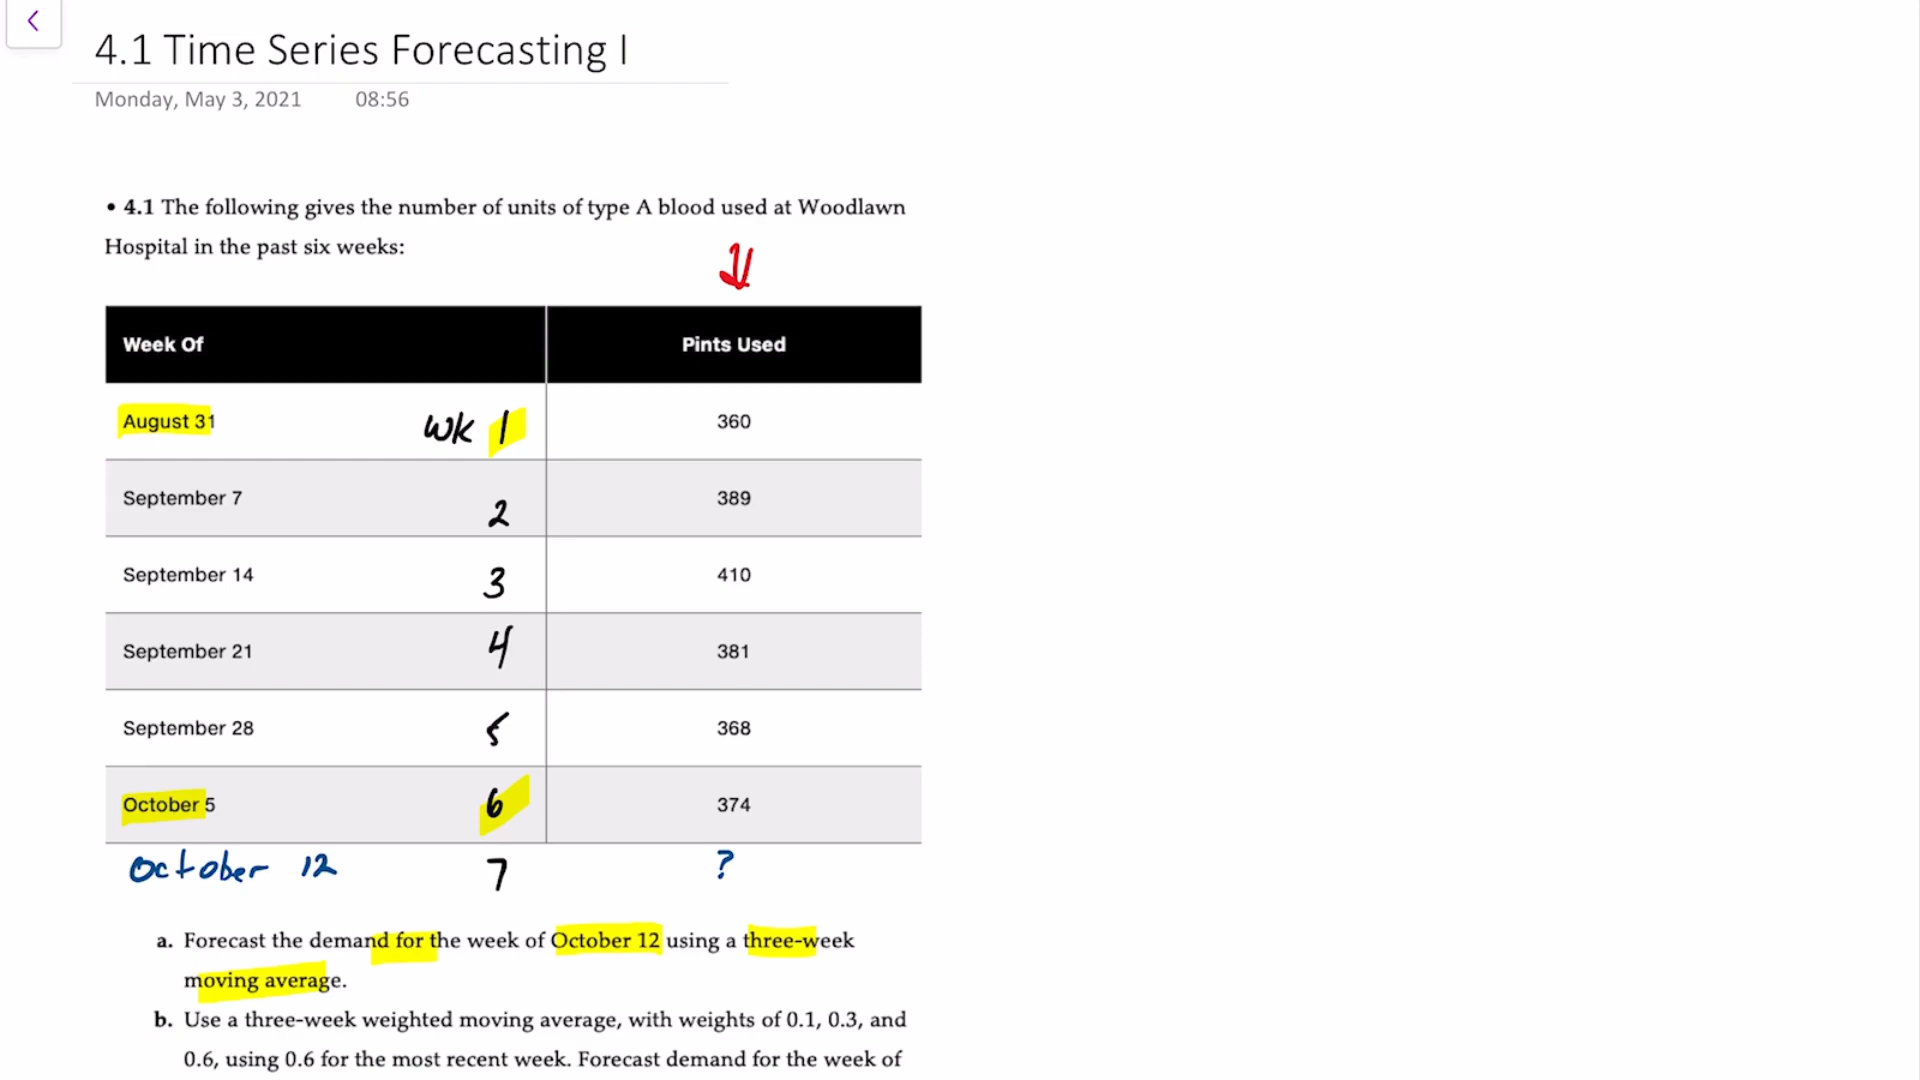 4.1 Time Series Forecasting I
Monday, May 3, 2021 08:56
• 4.1 The following gives the number of units of type A blood used at Woodlawn
Hospital in the past six weeks:
Week Of Pints Used
August 31 wk 1 360
September 7 2 389
September 14 3 410
September 21 4 381
September 28 5 368
October 5 6 374
October 12 7 ?
a. Forecast the demand for the week of October 12 using a three-week
moving average.
b. Use a three-week weighted moving average, with weights of 0.1, 0.3, and
0.6, using 0.6 for the most recent week. Forecast demand for the week of